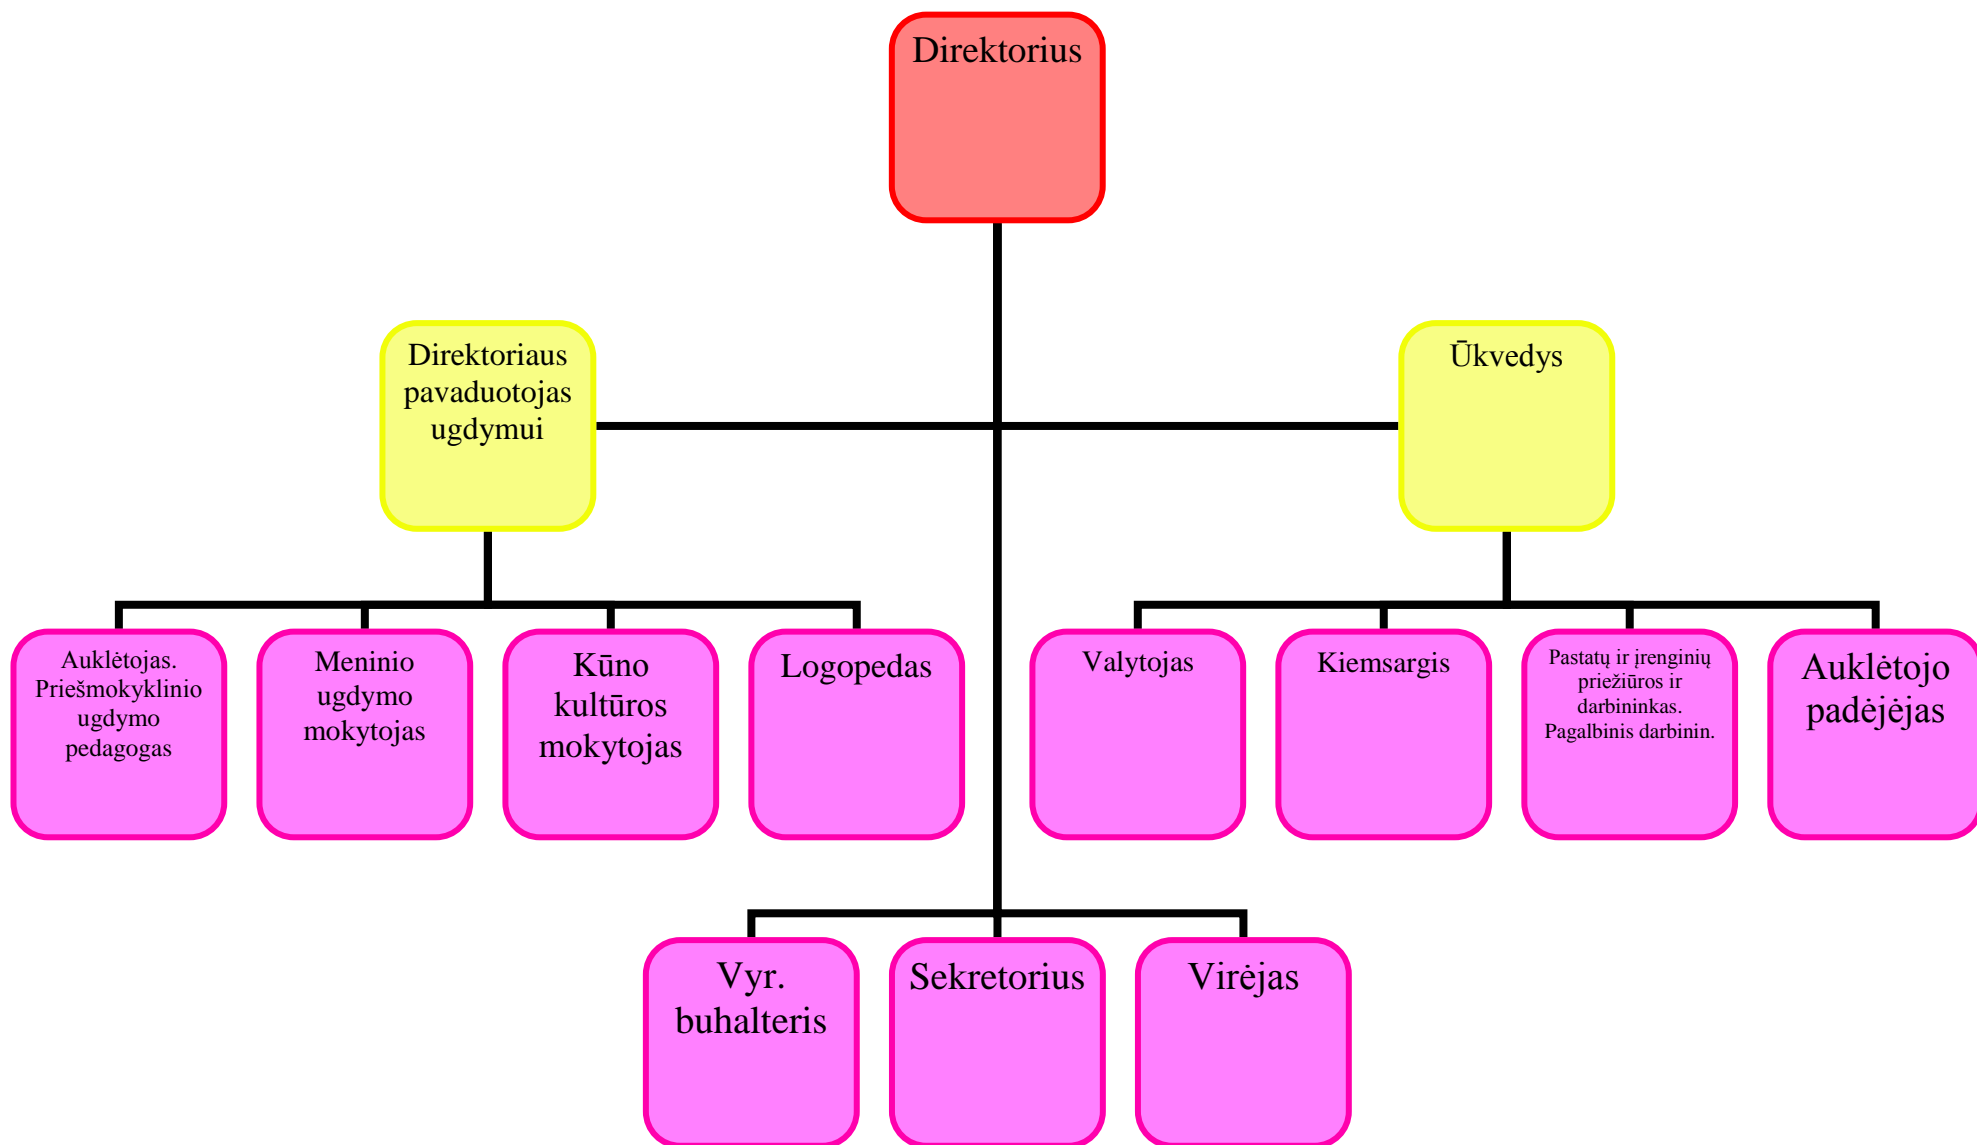 Direktorius
Direktoriaus
pavaduotojas
ugdymui
Ūkvedys
Auklėtojas.
Priešmokyklinio
ugdymo
pedagogas
Meninio
ugdymo
mokytojas
Kūno
kultūros
mokytojas
Logopedas
Valytojas
Kiemsargis
Pastatų ir įrenginių
priežiūros ir
darbininkas.
Pagalbinis darbinin.
Auklėtojo
padėjėjas
Vyr.
buhalteris
Sekretorius
Virėjas